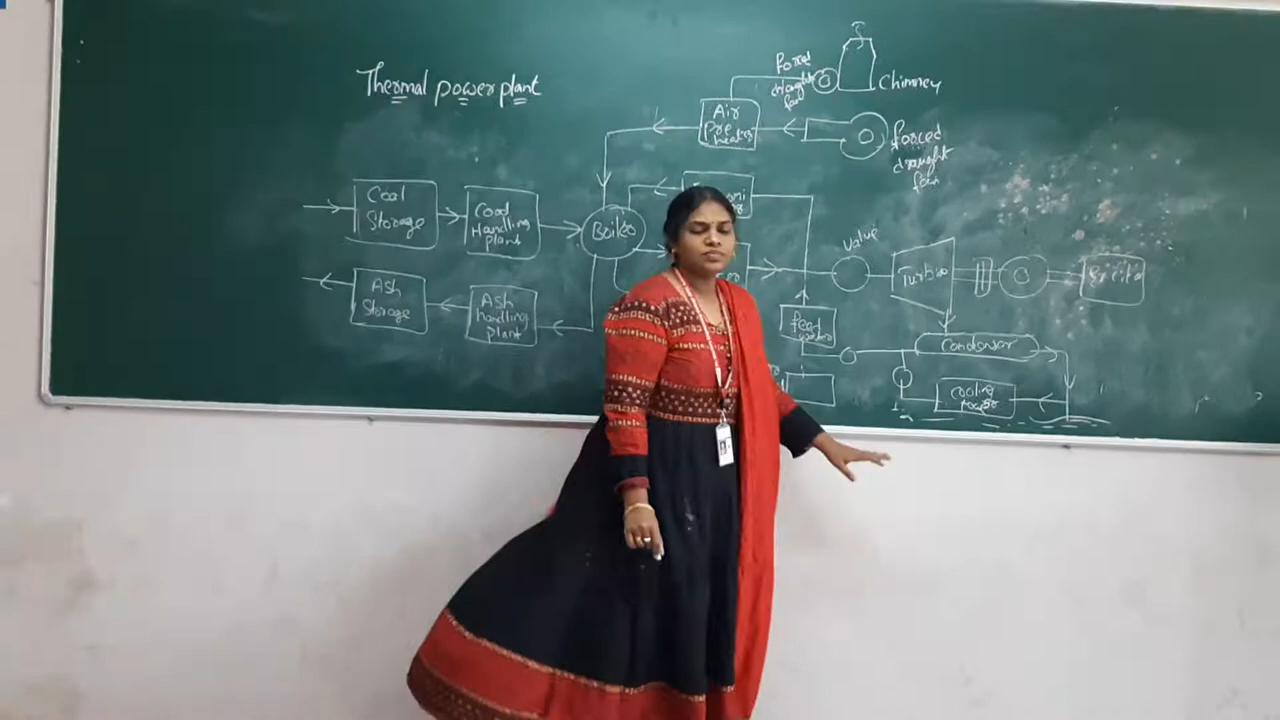 Thermal power plant
Chimney
forced
draught
fan
Air
Pre
heater
forced
draught
fan
Coal
Storage
Coal
Handling
plant
Boiler
Valve
Turbine
Ash
Storage
Ash
handling
plant
feed
water
Condenser
Cooling
tower